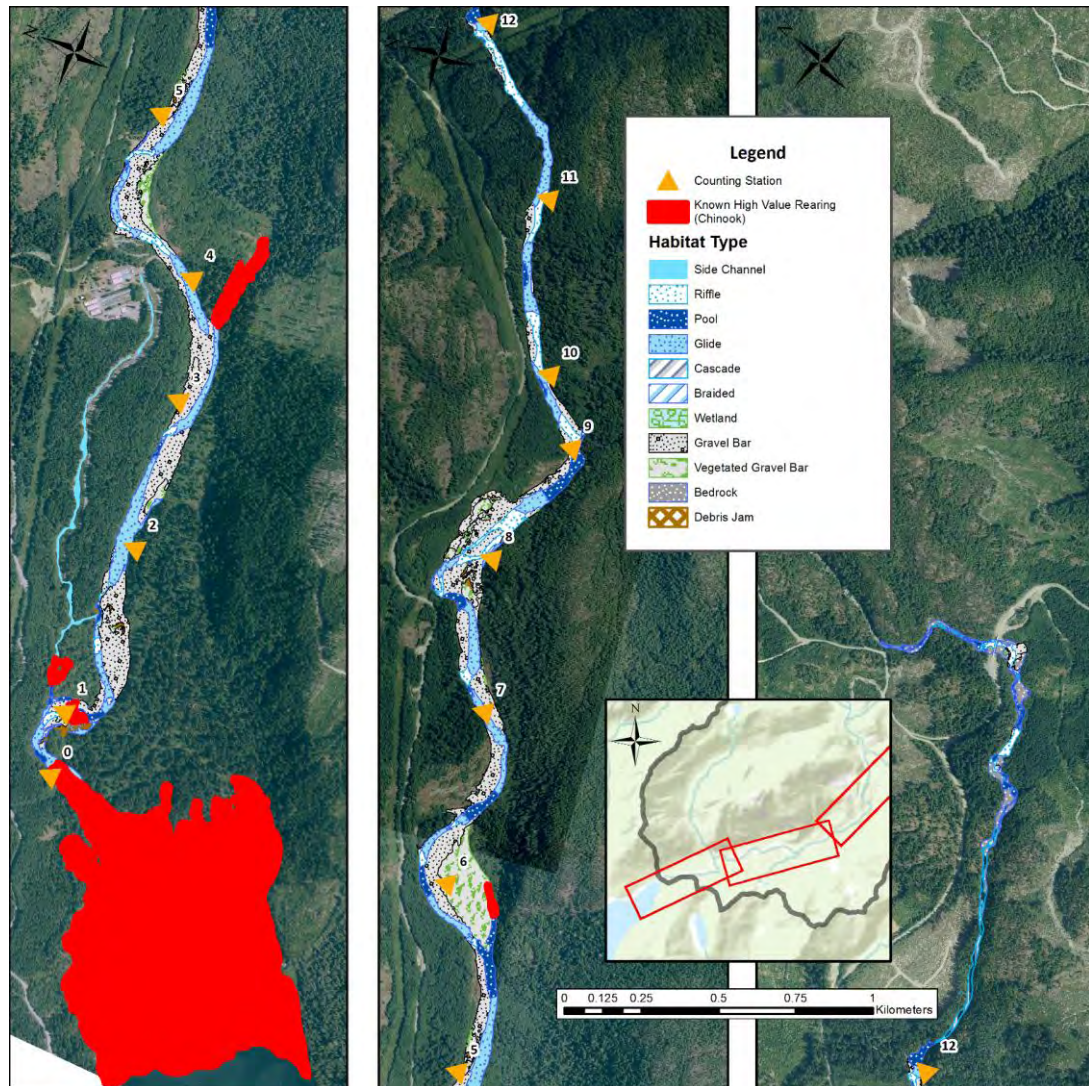 N
5
4
3
2
1
0
12
11
10
9
8
7
6
5
Legend
Counting Station
Known High Value Rearing
(Chinook)
Habitat Type
Side Channel
Riffle
Pool
Glide
Cascade
Braided
Wetland
Gravel Bar
Vegetated Gravel Bar
Bedrock
Debris Jam
N
0 0.125 0.25 0.5 0.75 1
Kilometers
12